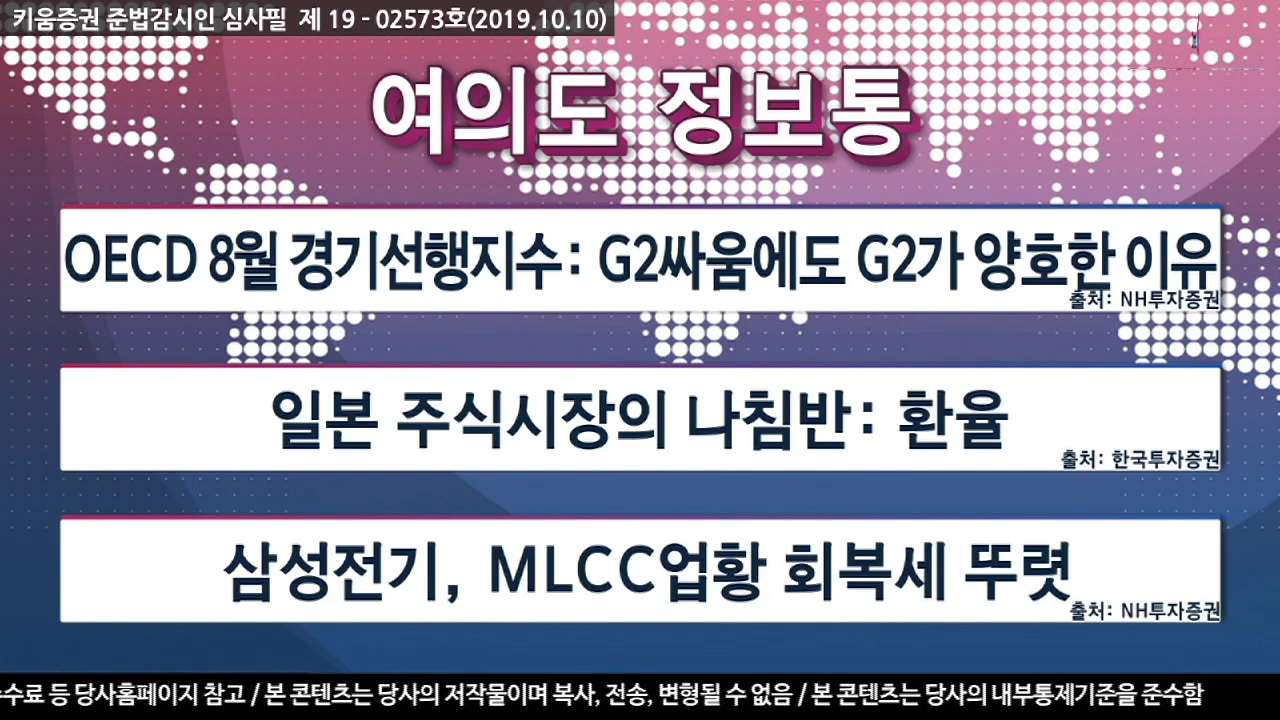 키움증권 준법감시인 심사필 제 19 - 02573호(2019.10.10)
여의도 정보통
OECD 8월 경기선행지수: G2싸움에도 G2가 양호한 이유
출처: NH투자증권
일본 주식시장의 나침반: 환율
출처: 한국투자증권
삼성전기, MLCC업황 회복세 뚜렷
출처: NH투자증권
수수료 등 당사홈페이지 참고 / 본 콘텐츠는 당사의 저작물이며 복사, 전송, 변형될 수 없음 / 본 콘텐츠는 당사의 내부통제기준을 준수함